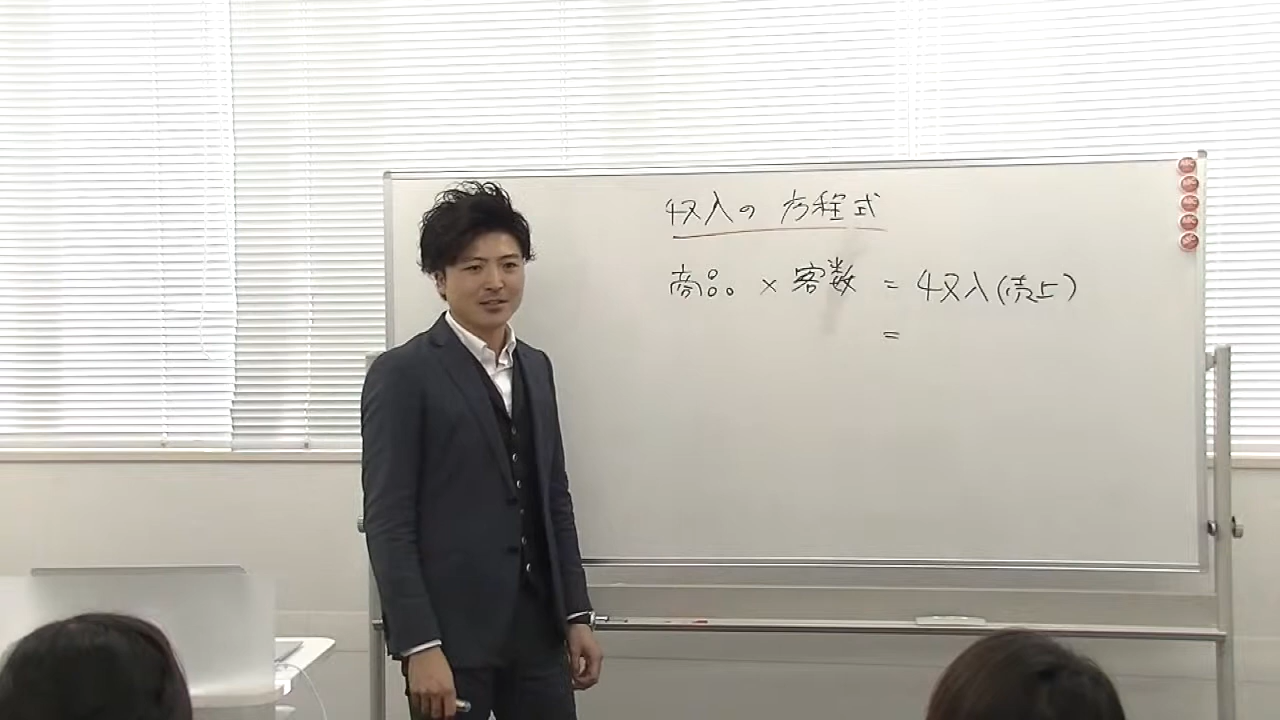 収入の方程式
商品 × 客数 = 収入(売上)
=